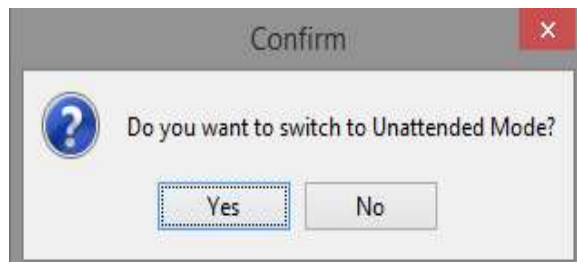 Confirm
Do you want to switch to Unattended Mode?
Yes
No